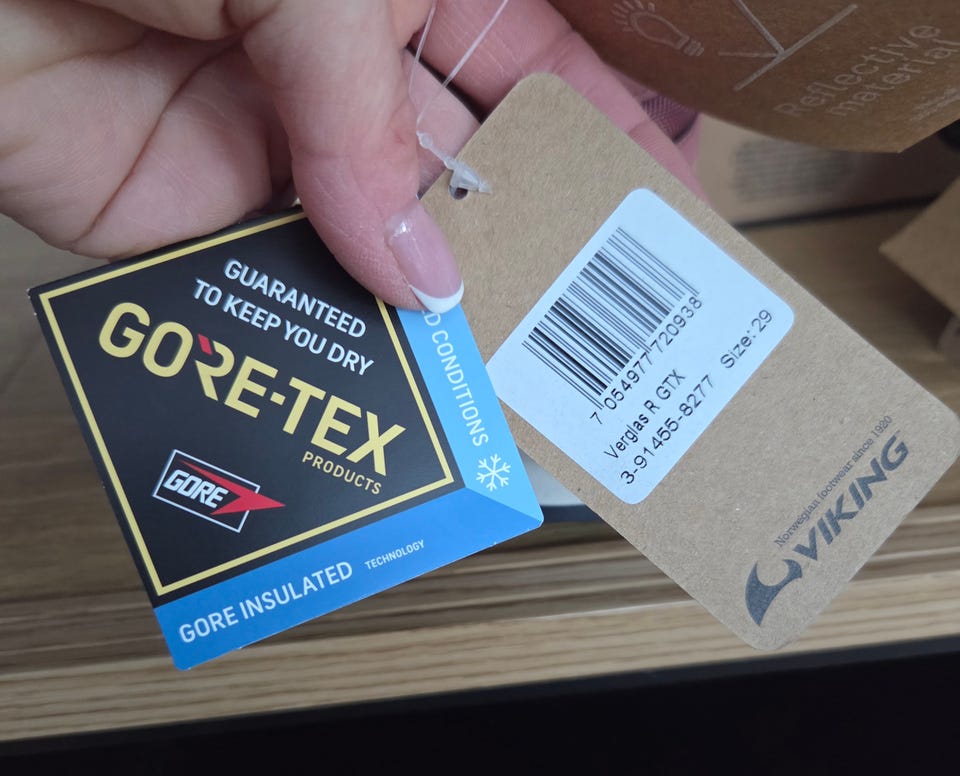 GUARANTEED
TO KEEP YOU DRY
GORE-TEX
PRODUCTS
GORE
GORE INSULATED TECHNOLOGY
D CONDITIONS
7 054977 720938
Verglas R GTX
3-91455-8277 Size: 29
Norwegian footwear since 1920
VIKING
Reflective
material